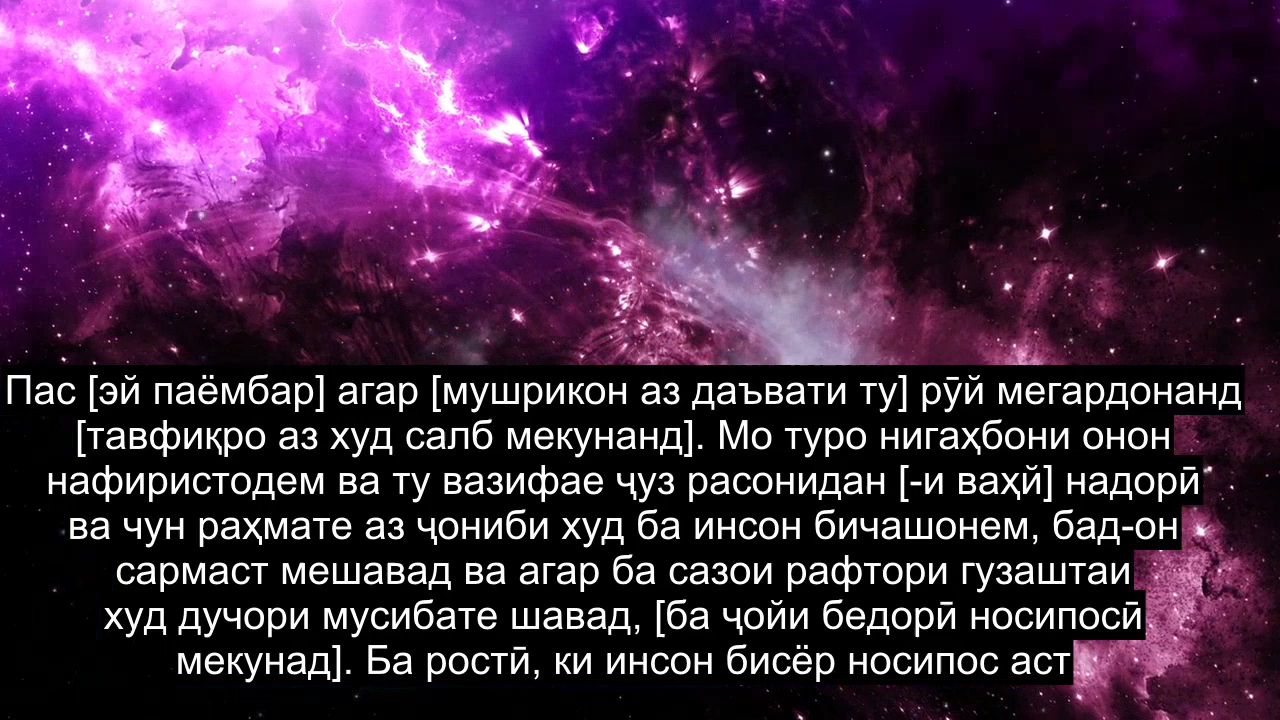 Пас [эй паёмбар] агар [мушрикон аз даъвати ту] рӯй мегардонанд
[тавфиқро аз худ салб мекунанд]. Мо туро нигаҳбони онон
нафиристодем ва ту вазифае ҷуз расонидан [-и ваҳй] надорӣ
ва чун раҳмате аз ҷониби худ ба инсон бичашонем, бад-он
сармаст мешавад ва агар ба сазои рафтори гузаштаи
худ дучори мусибате шавад, [ба ҷойи бедорӣ носипосӣ
мекунад]. Ба ростӣ, ки инсон бисёр носипос аст